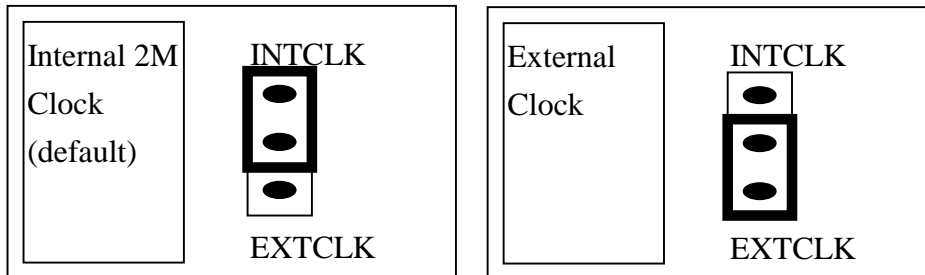 Internal 2M
Clock
(default)
INTCLK
EXTCLK
External
Clock
INTCLK
EXTCLK